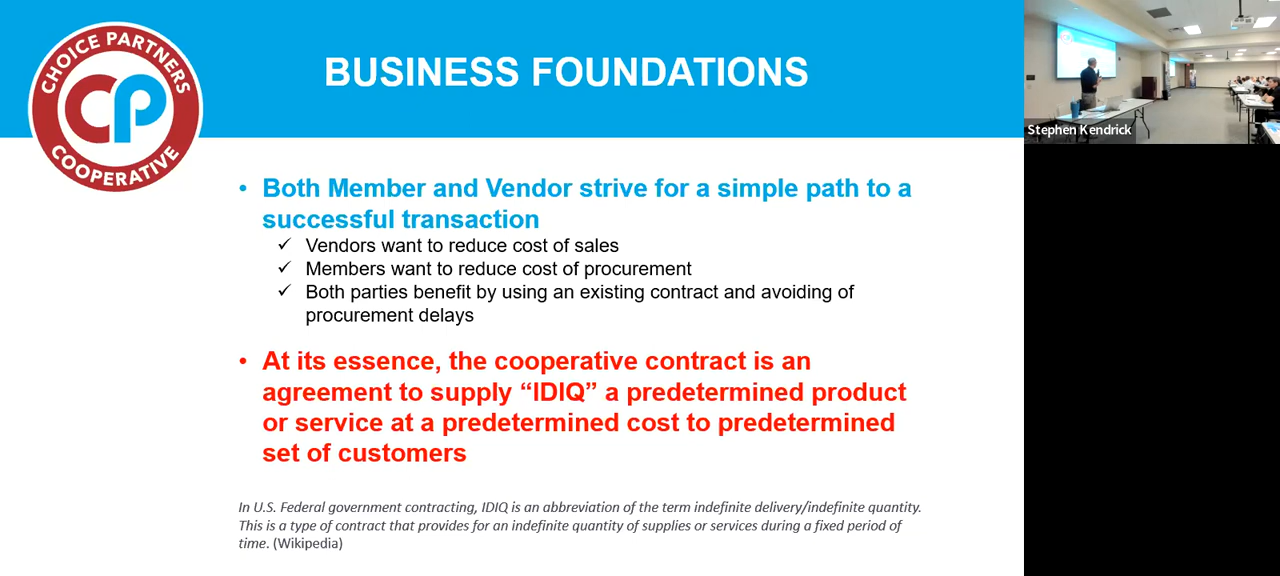 CHOICE PARTNERS
CP
COOPERATIVE
BUSINESS FOUNDATIONS
Stephen Kendrick
• Both Member and Vendor strive for a simple path to a
successful transaction
✓ Vendors want to reduce cost of sales
✓ Members want to reduce cost of procurement
✓ Both parties benefit by using an existing contract and avoiding of
procurement delays
• At its essence, the cooperative contract is an
agreement to supply “IDIQ” a predetermined product
or service at a predetermined cost to predetermined
set of customers
In U.S. Federal government contracting, IDIQ is an abbreviation of the term indefinite delivery/indefinite quantity.
This is a type of contract that provides for an indefinite quantity of supplies or services during a fixed period of
time. (Wikipedia)